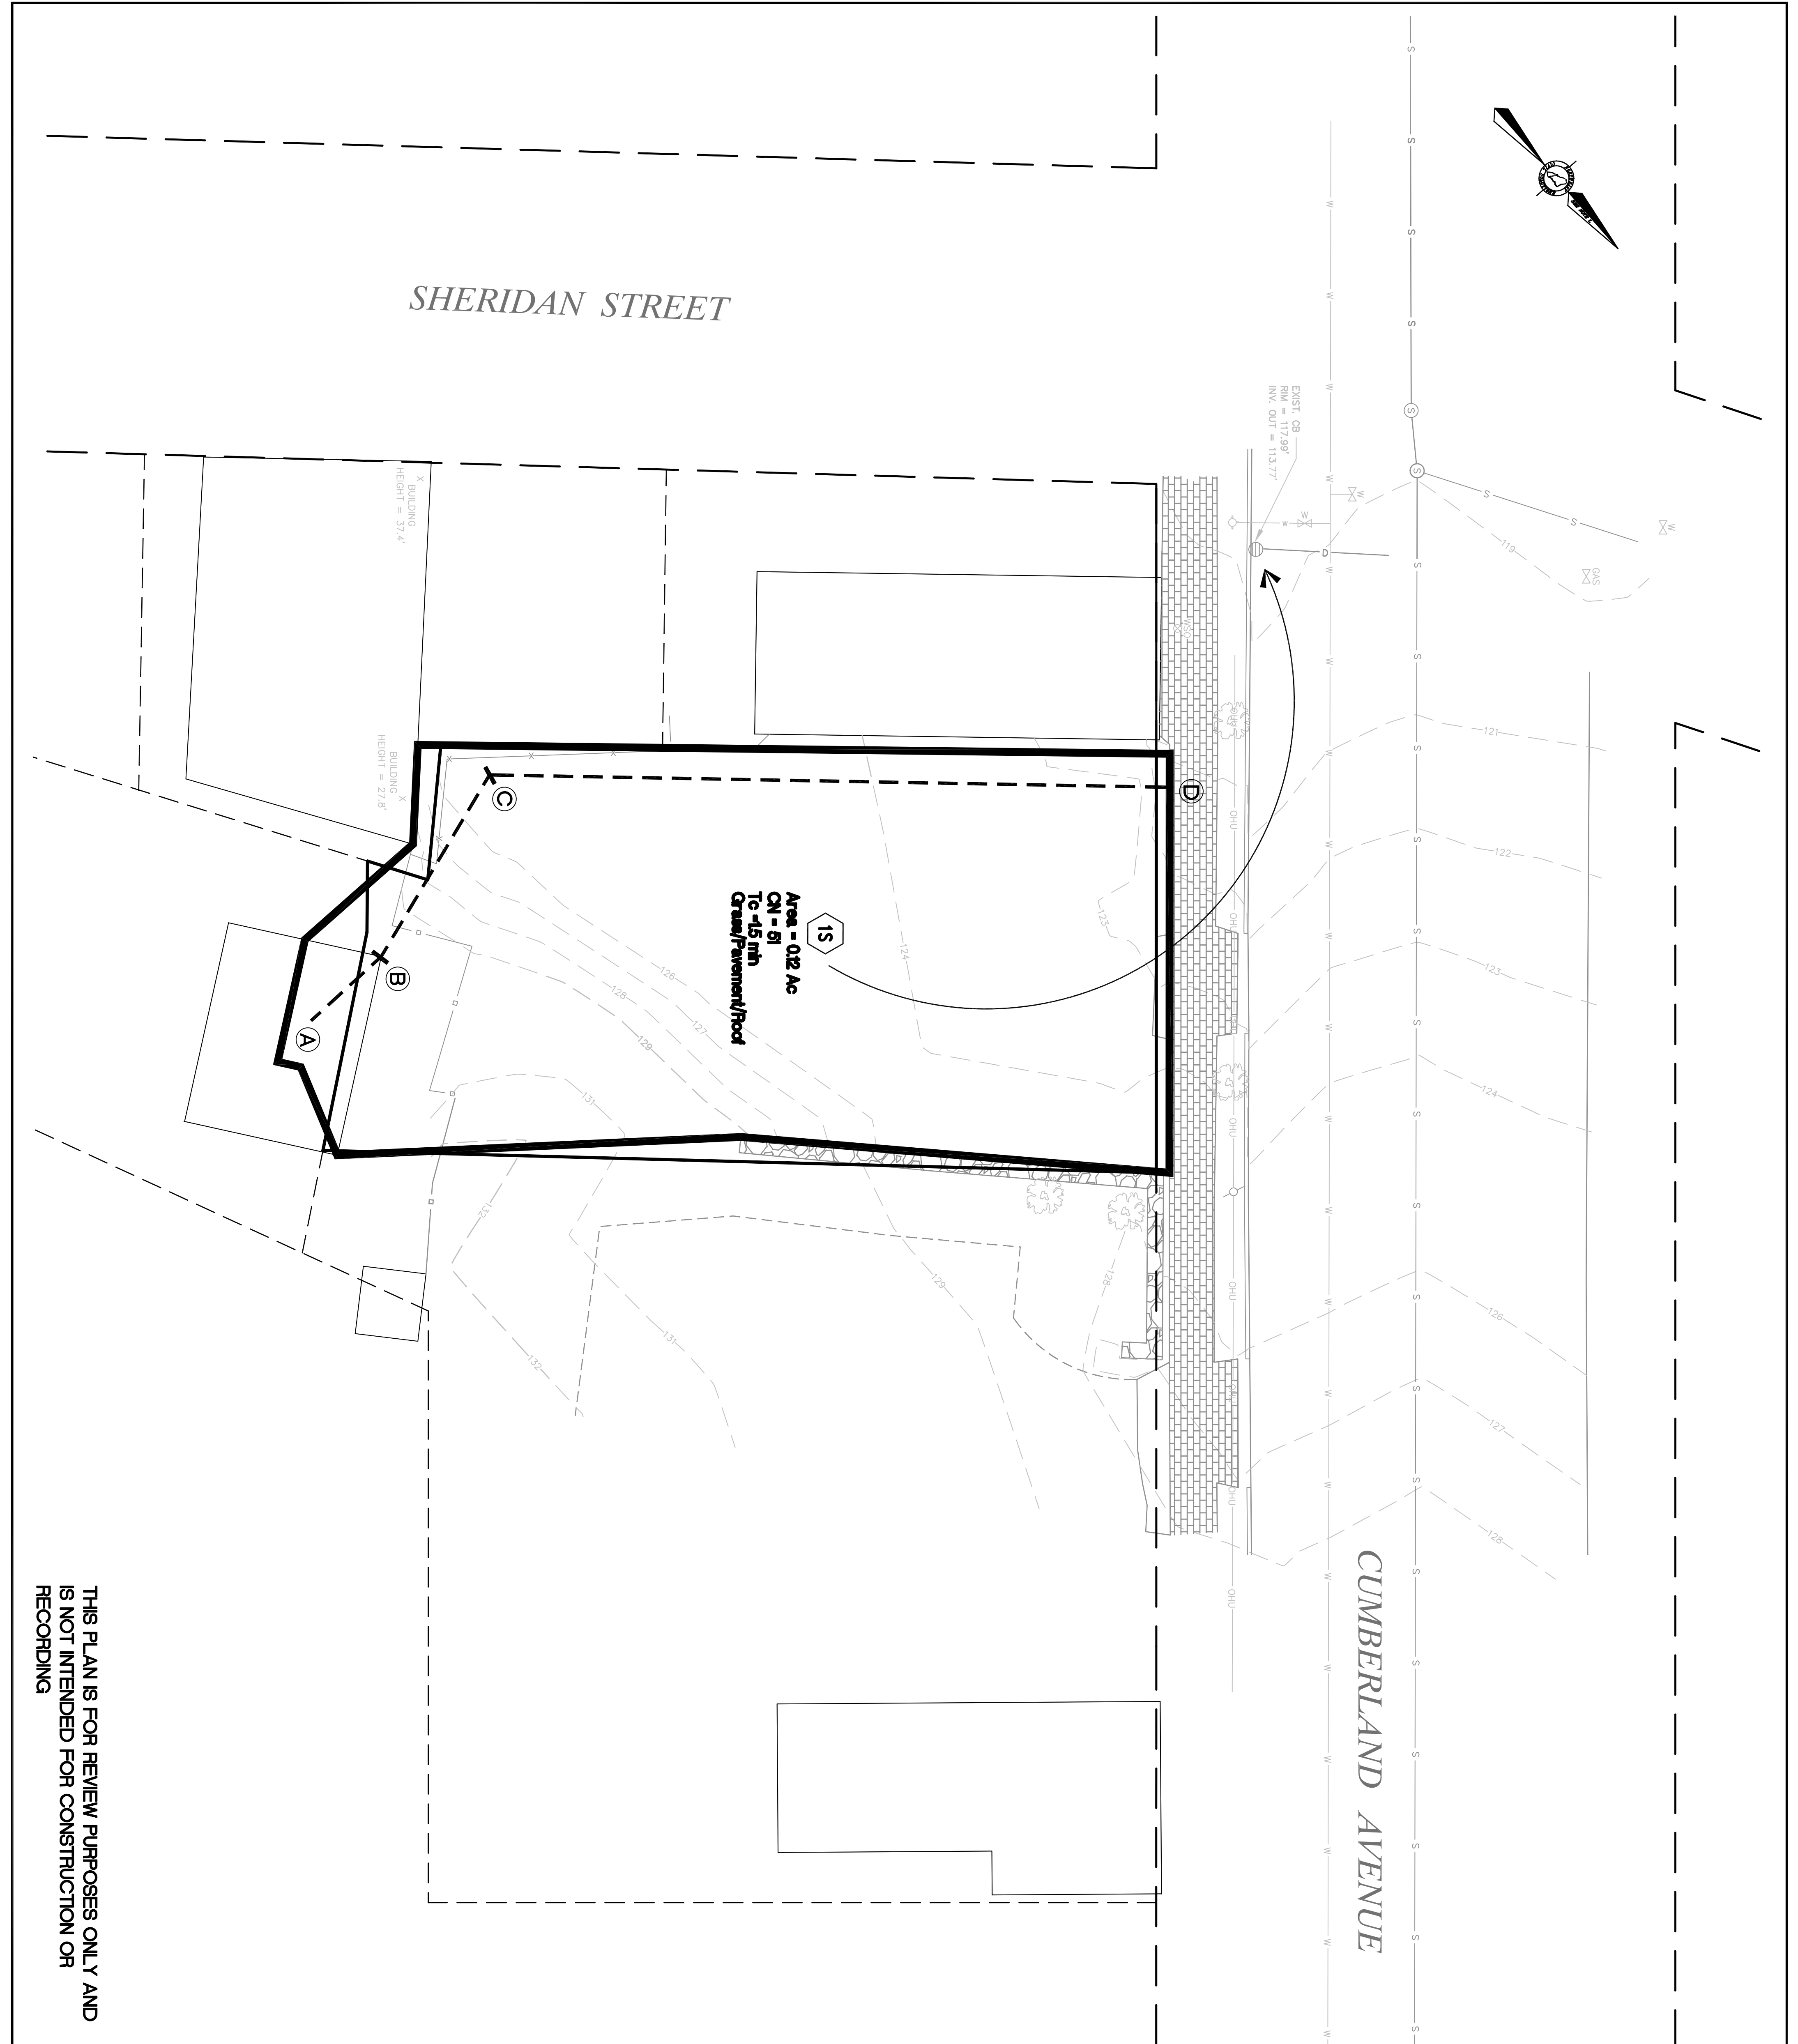 SHERIDAN STREET
CUMBERLAND AVENUE
EXIST. CB
RIM = 117.99'
INV. OUT = 113.77'
X
BUILDING
HEIGHT = 37.4'
BUILDING X
HEIGHT = 27.8'
1S
Area = 0.12 Ac
CN = 51
Tc =1.5 min
Grass/Pavement/Roof
A
B
C
D
WSO
GAS
W
S
D
OHU
119
121
122
123
124
126
127
128
123
124
126
127
128
129
131
132
129
131
132
128
THIS PLAN IS FOR REVIEW PURPOSES ONLY AND
IS NOT INTENDED FOR CONSTRUCTION OR
RECORDING